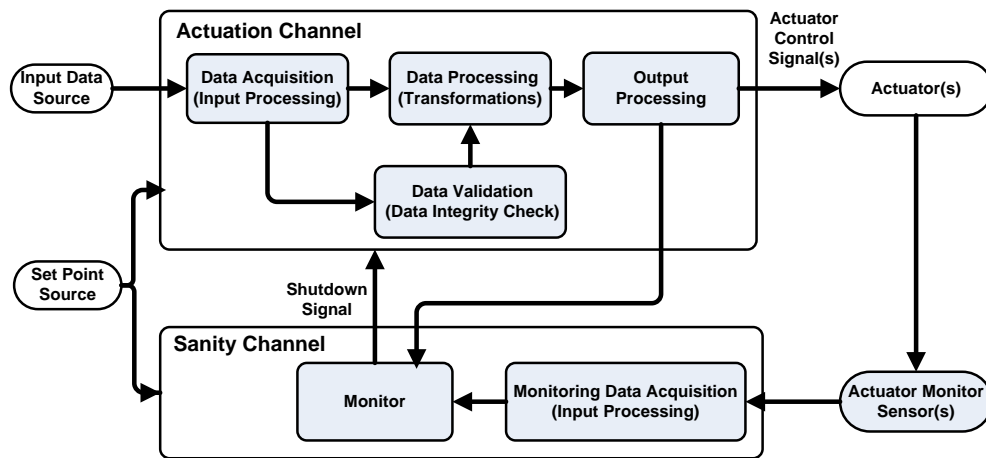 Actuation Channel
Actuator
Control
Signal(s)
Input Data
Source
Data Acquisition
(Input Processing)
Data Processing
(Transformations)
Output
Processing
Actuator(s)
Data Validation
(Data Integrity Check)
Set Point
Source
Shutdown
Signal
Sanity Channel
Monitor
Monitoring Data Acquisition
(Input Processing)
Actuator Monitor
Sensor(s)